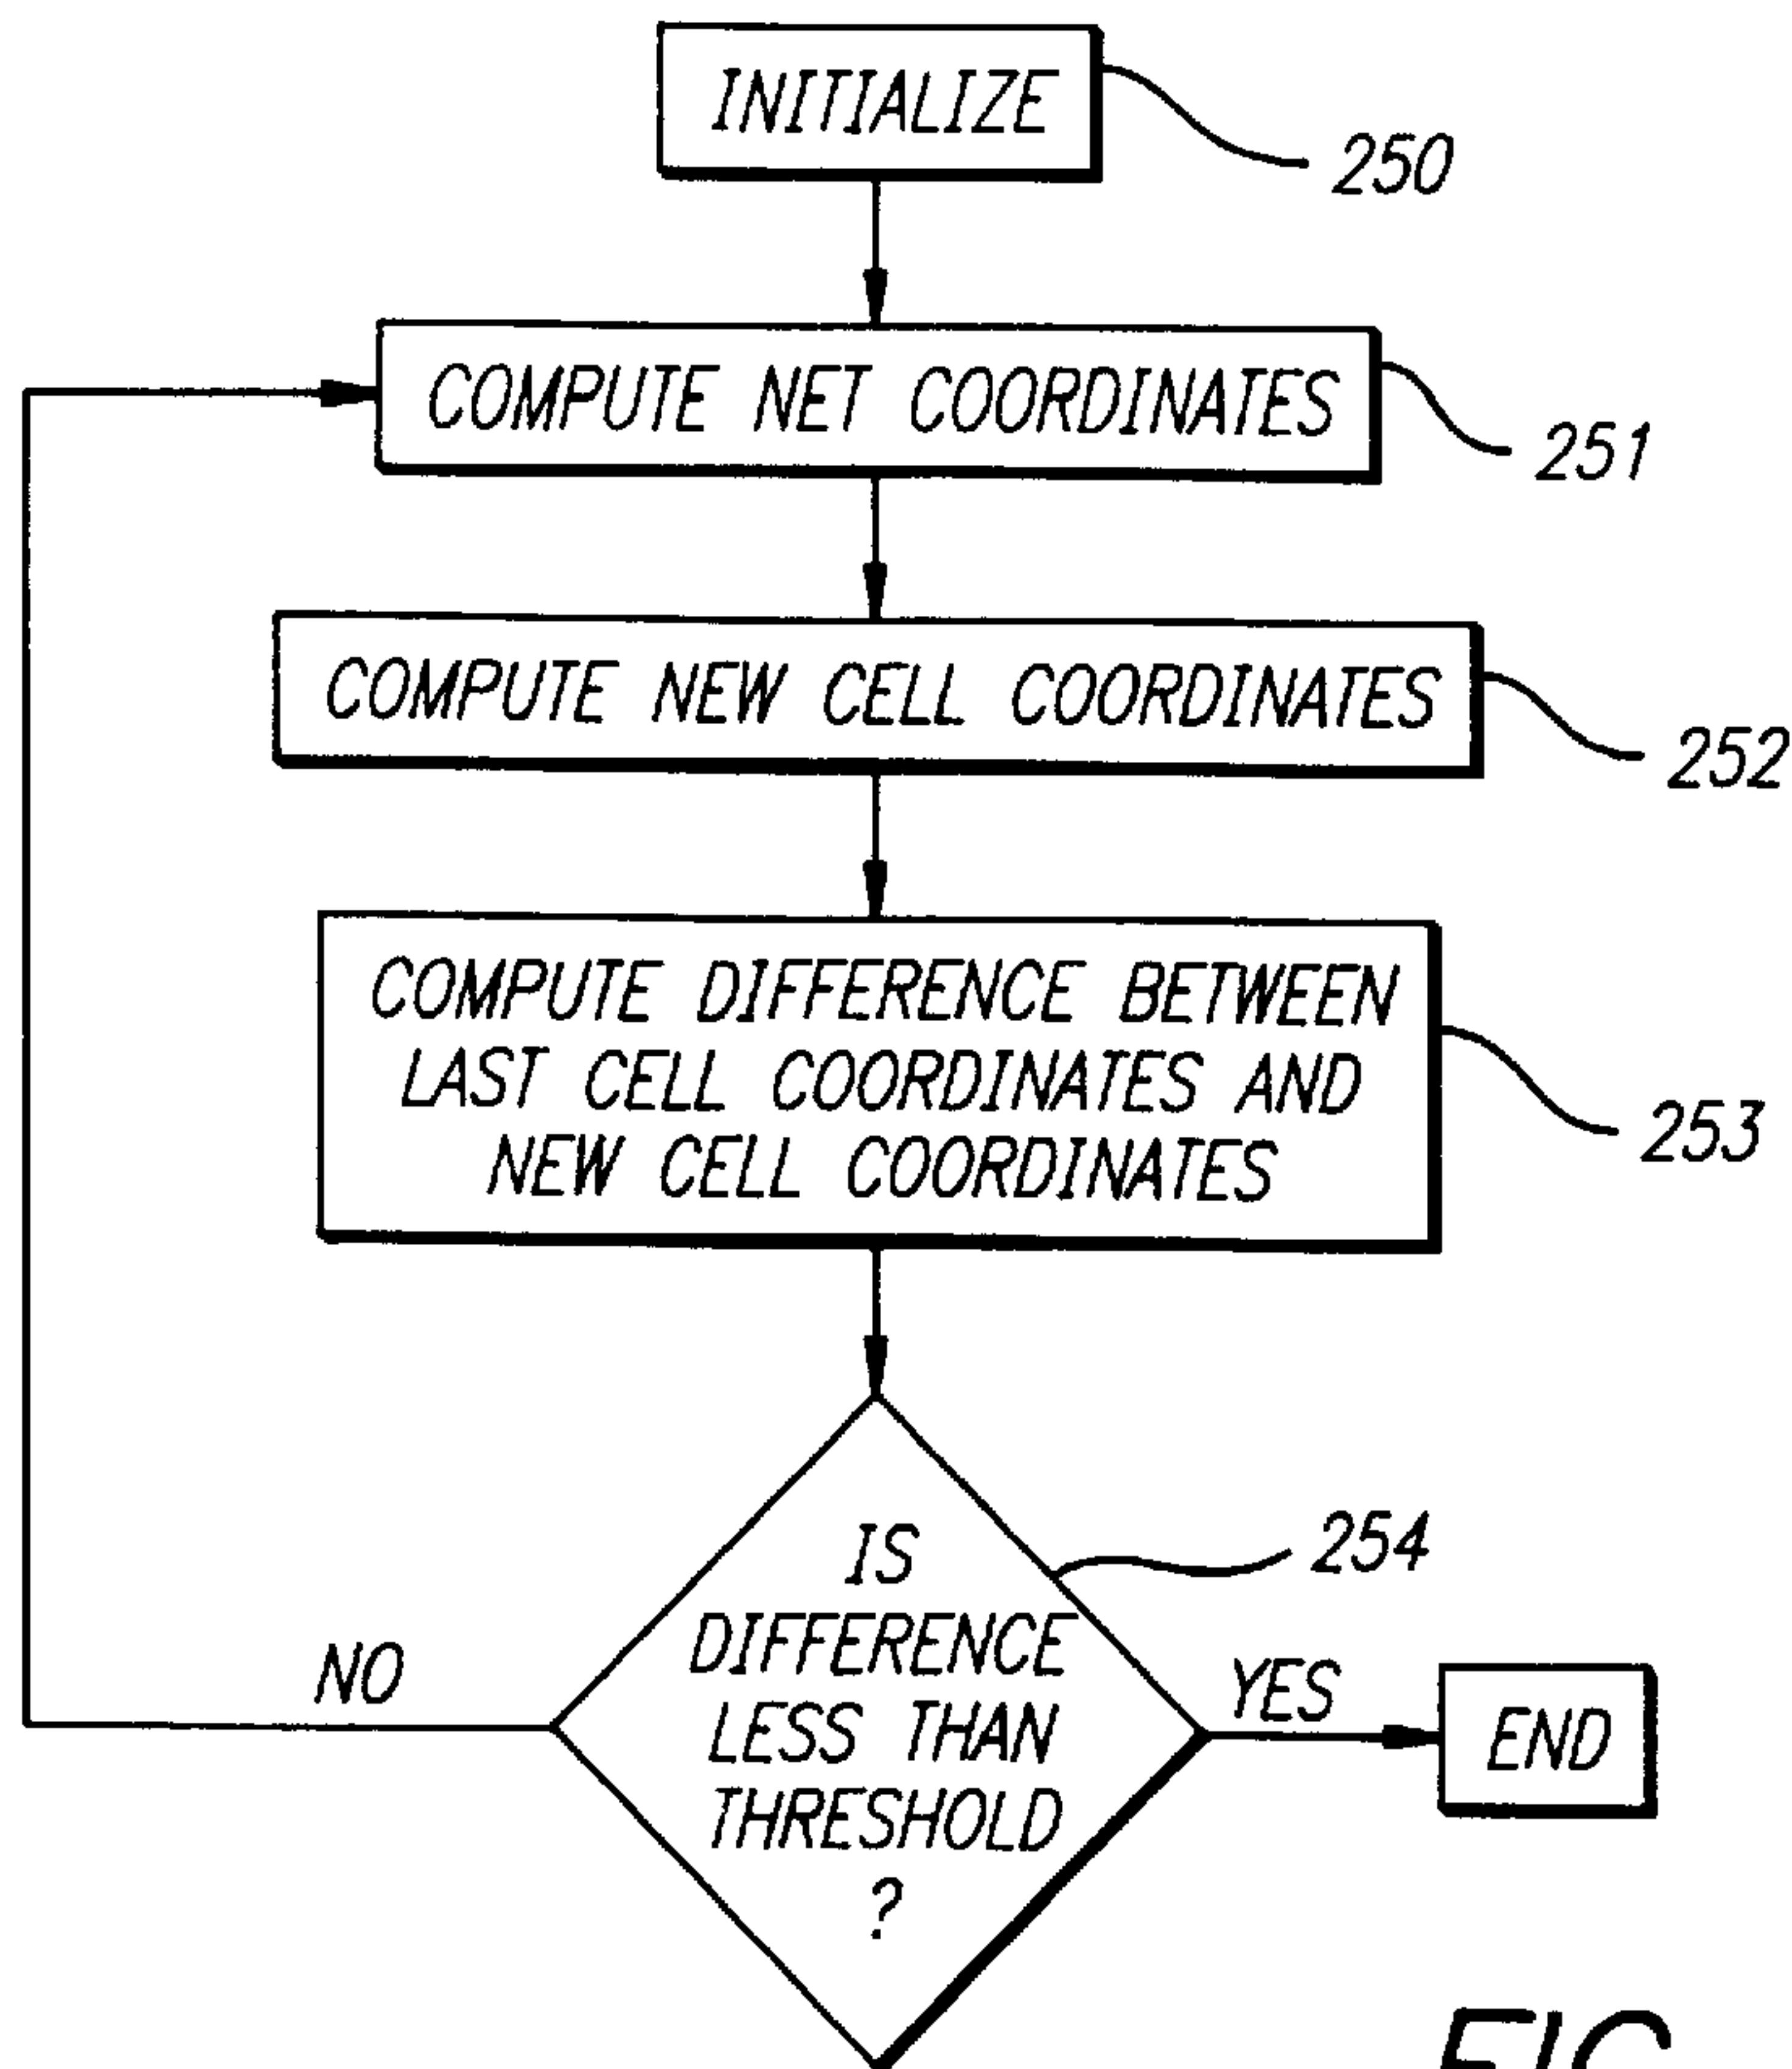 INITIALIZE
250
COMPUTE NET COORDINATES
251
COMPUTE NEW CELL COORDINATES
252
COMPUTE DIFFERENCE BETWEEN
LAST CELL COORDINATES AND
NEW CELL COORDINATES
253
IS
DIFFERENCE
LESS THAN
THRESHOLD
?
254
NO
YES
END
FIG